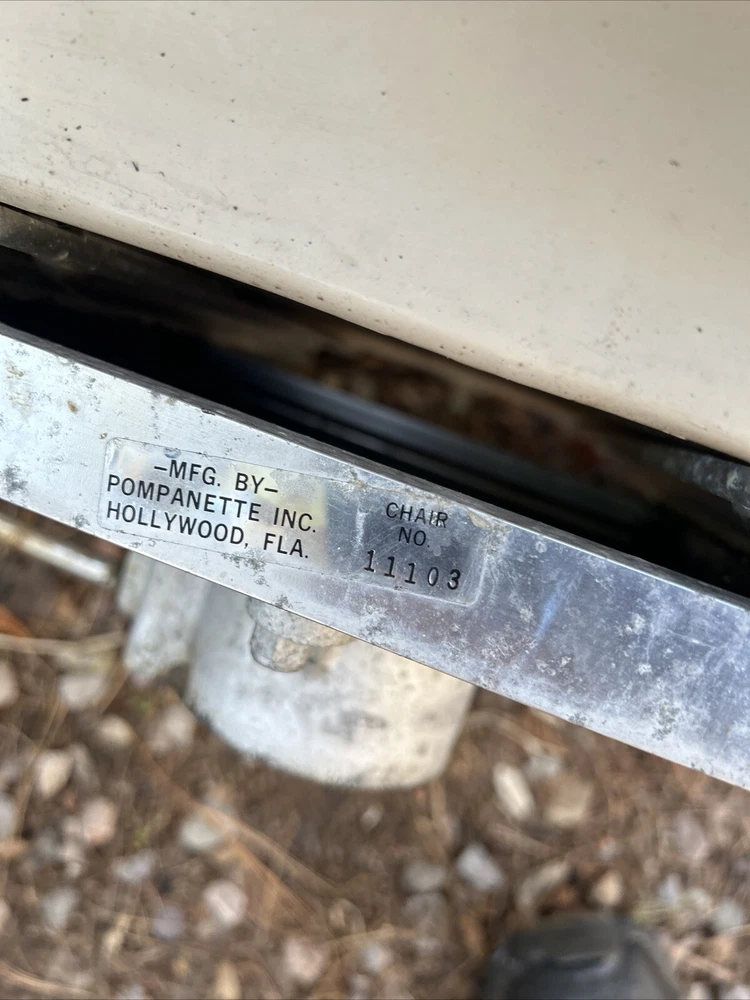 -MFG. BY-
POMPANETTE INC.
HOLLYWOOD, FLA.
CHAIR
NO.
11103